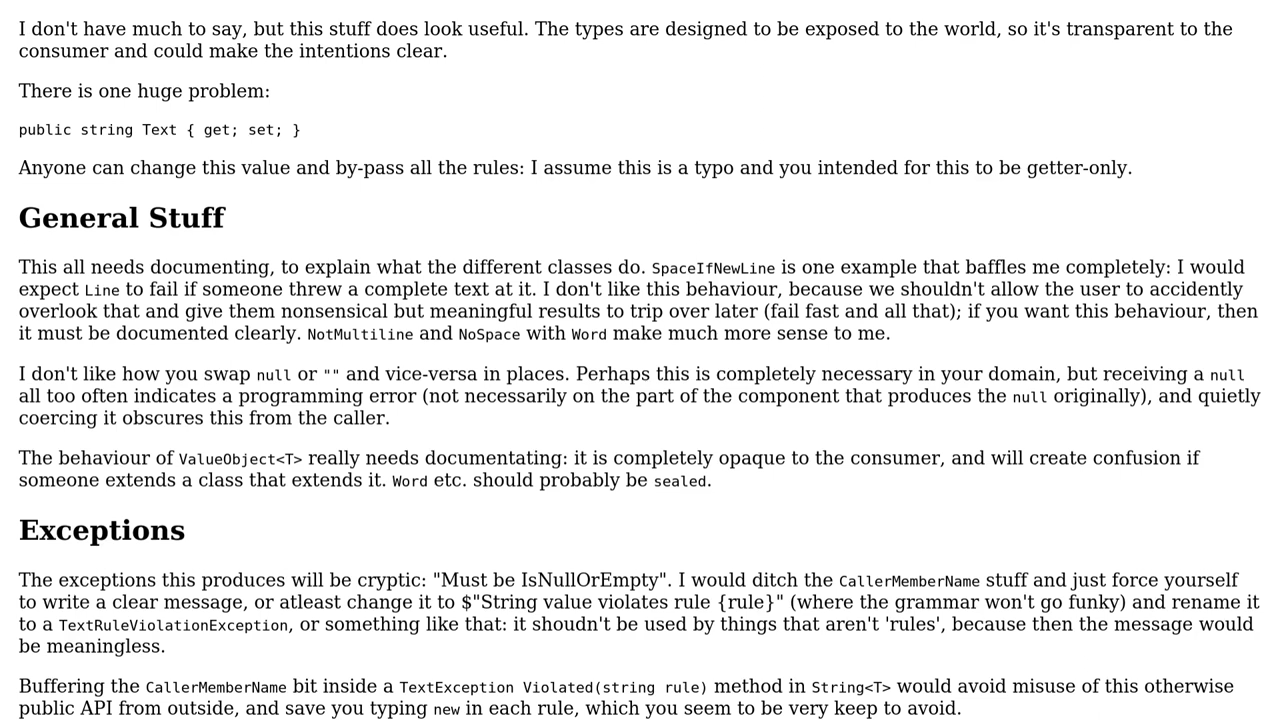 I don't have much to say, but this stuff does look useful. The types are designed to be exposed to the world, so it's transparent to the
consumer and could make the intentions clear.
There is one huge problem:
public string Text { get; set; }
Anyone can change this value and by-pass all the rules: I assume this is a typo and you intended for this to be getter-only.
General Stuff
This all needs documenting, to explain what the different classes do. SpaceIfNewLine is one example that baffles me completely: I would
expect Line to fail if someone threw a complete text at it. I don't like this behaviour, because we shouldn't allow the user to accidently
overlook that and give them nonsensical but meaningful results to trip over later (fail fast and all that); if you want this behaviour, then
it must be documented clearly. NotMultiline and NoSpace with Word make much more sense to me.
I don't like how you swap null or "" and vice-versa in places. Perhaps this is completely necessary in your domain, but receiving a null
all too often indicates a programming error (not necessarily on the part of the component that produces the null originally), and quietly
coercing it obscures this from the caller.
The behaviour of ValueObject<T> really needs documentating: it is completely opaque to the consumer, and will create confusion if
someone extends a class that extends it. Word etc. should probably be sealed.
Exceptions
The exceptions this produces will be cryptic: "Must be IsNullOrEmpty". I would ditch the CallerMemberName stuff and just force yourself
to write a clear message, or atleast change it to $"String value violates rule {rule}" (where the grammar won't go funky) and rename it
to a TextRuleViolationException, or something like that: it shoudn't be used by things that aren't 'rules', because then the message would
be meaningless.
Buffering the CallerMemberName bit inside a TextException Violated(string rule) method in String<T> would avoid misuse of this otherwise
public API from outside, and save you typing new in each rule, which you seem to be very keep to avoid.